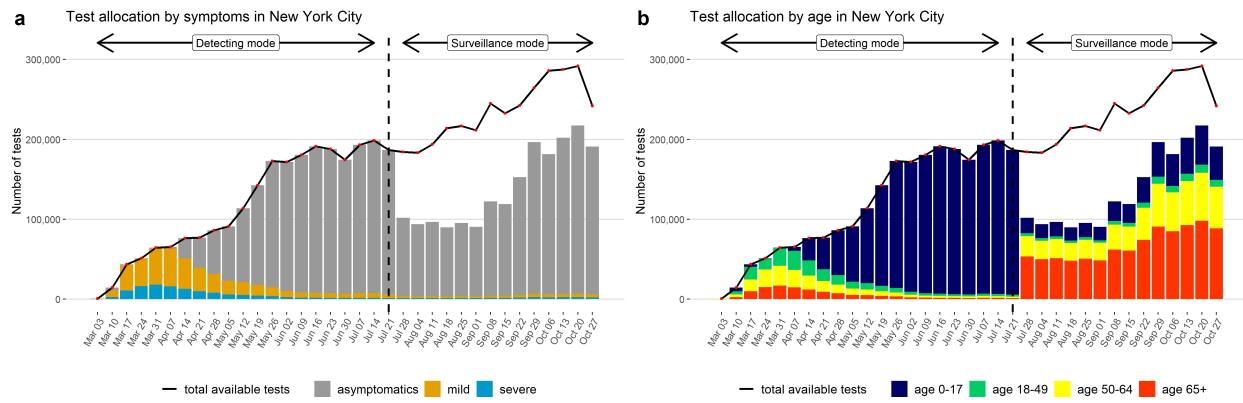 a
Test allocation by symptoms in New York City
Detecting mode
Surveillance mode
300,000
200,000
100,000
0
Number of tests
Mar 03
Mar 10
Mar 17
Mar 24
Mar 31
Apr 07
Apr 14
Apr 21
Apr 28
May 05
May 12
May 19
May 26
Jun 02
Jun 09
Jun 16
Jun 23
Jun 30
Jul 07
Jul 14
Jul 21
Jul 28
Aug 04
Aug 11
Aug 18
Aug 25
Sep 01
Sep 08
Sep 15
Sep 22
Sep 29
Oct 06
Oct 13
Oct 20
Oct 27
total available tests
asymptomatics
mild
severe
b
Test allocation by age in New York City
Detecting mode
Surveillance mode
300,000
200,000
100,000
0
Number of tests
Mar 03
Mar 10
Mar 17
Mar 24
Mar 31
Apr 07
Apr 14
Apr 21
Apr 28
May 05
May 12
May 19
May 26
Jun 02
Jun 09
Jun 16
Jun 23
Jun 30
Jul 07
Jul 14
Jul 21
Jul 28
Aug 04
Aug 11
Aug 18
Aug 25
Sep 01
Sep 08
Sep 15
Sep 22
Sep 29
Oct 06
Oct 13
Oct 20
Oct 27
total available tests
age 0-17
age 18-49
age 50-64
age 65+